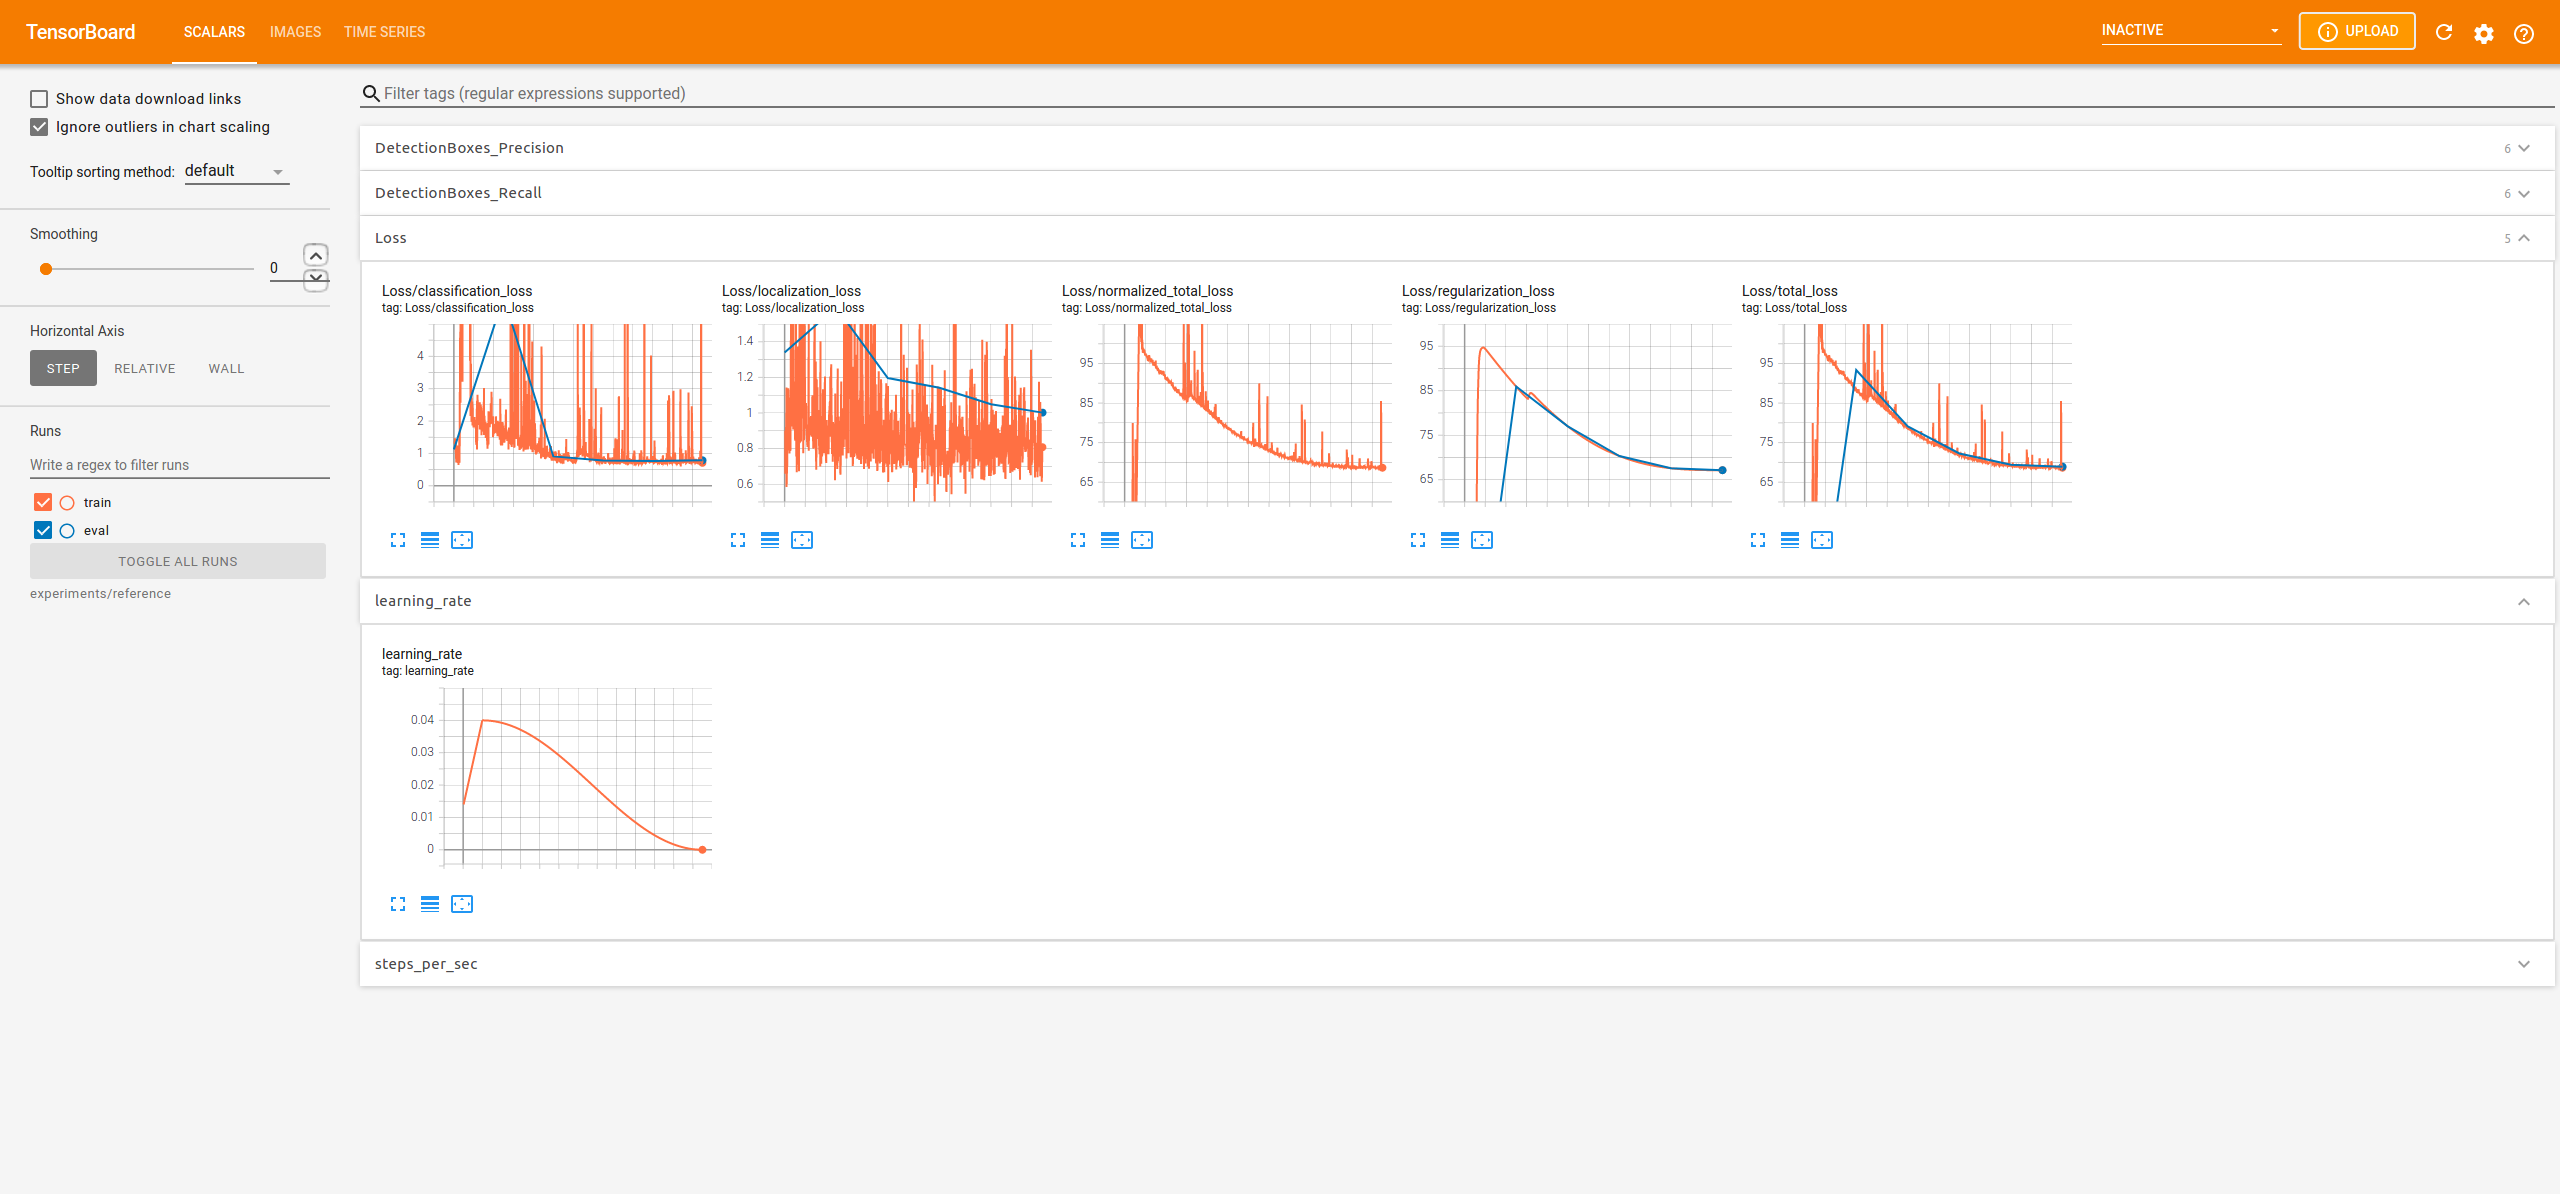 TensorBoard
SCALARS
IMAGES
TIME SERIES
INACTIVE
UPLOAD
Show data download links
Ignore outliers in chart scaling
Tooltip sorting method: default
Smoothing
0
Horizontal Axis
STEP
RELATIVE
WALL
Runs
Write a regex to filter runs
train
eval
TOGGLE ALL RUNS
experiments/reference
Filter tags (regular expressions supported)
DetectionBoxes_Precision
6
DetectionBoxes_Recall
6
Loss
5
Loss/classification_loss
tag: Loss/classification_loss
4
3
2
1
0
Loss/localization_loss
tag: Loss/localization_loss
1.4
1.2
1
0.8
0.6
Loss/normalized_total_loss
tag: Loss/normalized_total_loss
95
85
75
65
Loss/regularization_loss
tag: Loss/regularization_loss
95
85
75
65
Loss/total_loss
tag: Loss/total_loss
95
85
75
65
learning_rate
learning_rate
tag: learning_rate
0.04
0.03
0.02
0.01
0
steps_per_sec